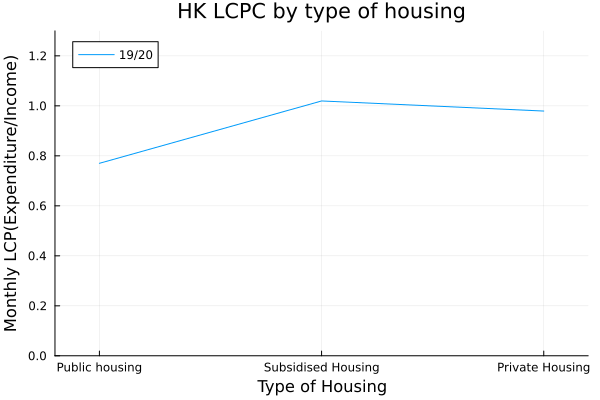 HK LCPC by type of housing
19/20
Monthly LCP(Expenditure/Income)
1.2
1.0
0.8
0.6
0.4
0.2
0.0
Public housing
Subsidised Housing
Private Housing
Type of Housing